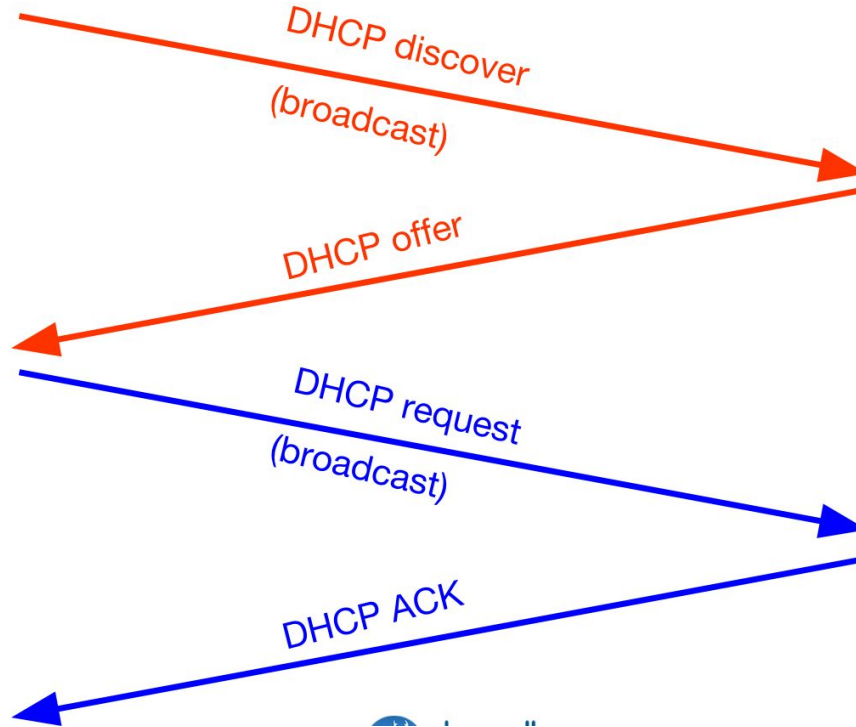 DHCP discover
(broadcast)
DHCP offer
DHCP request
(broadcast)
DHCP ACK